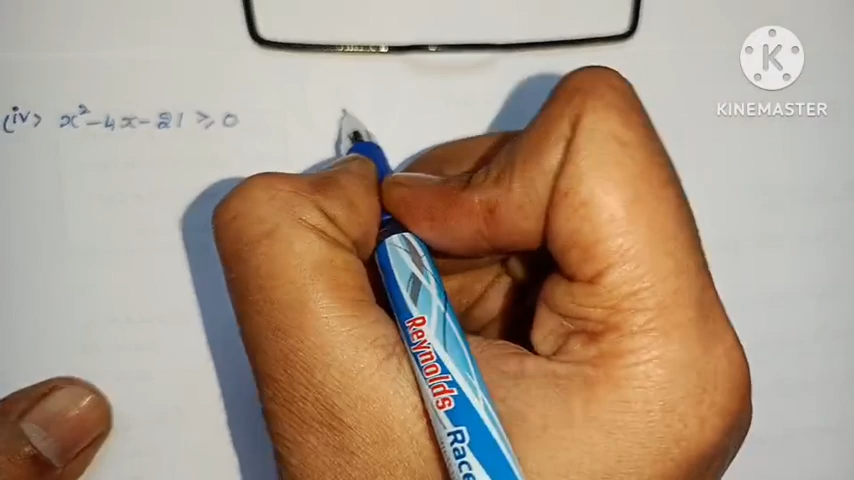 (iv) x² - 4x - 21 ≥ 0
KINEMASTER
Reynolds
Race